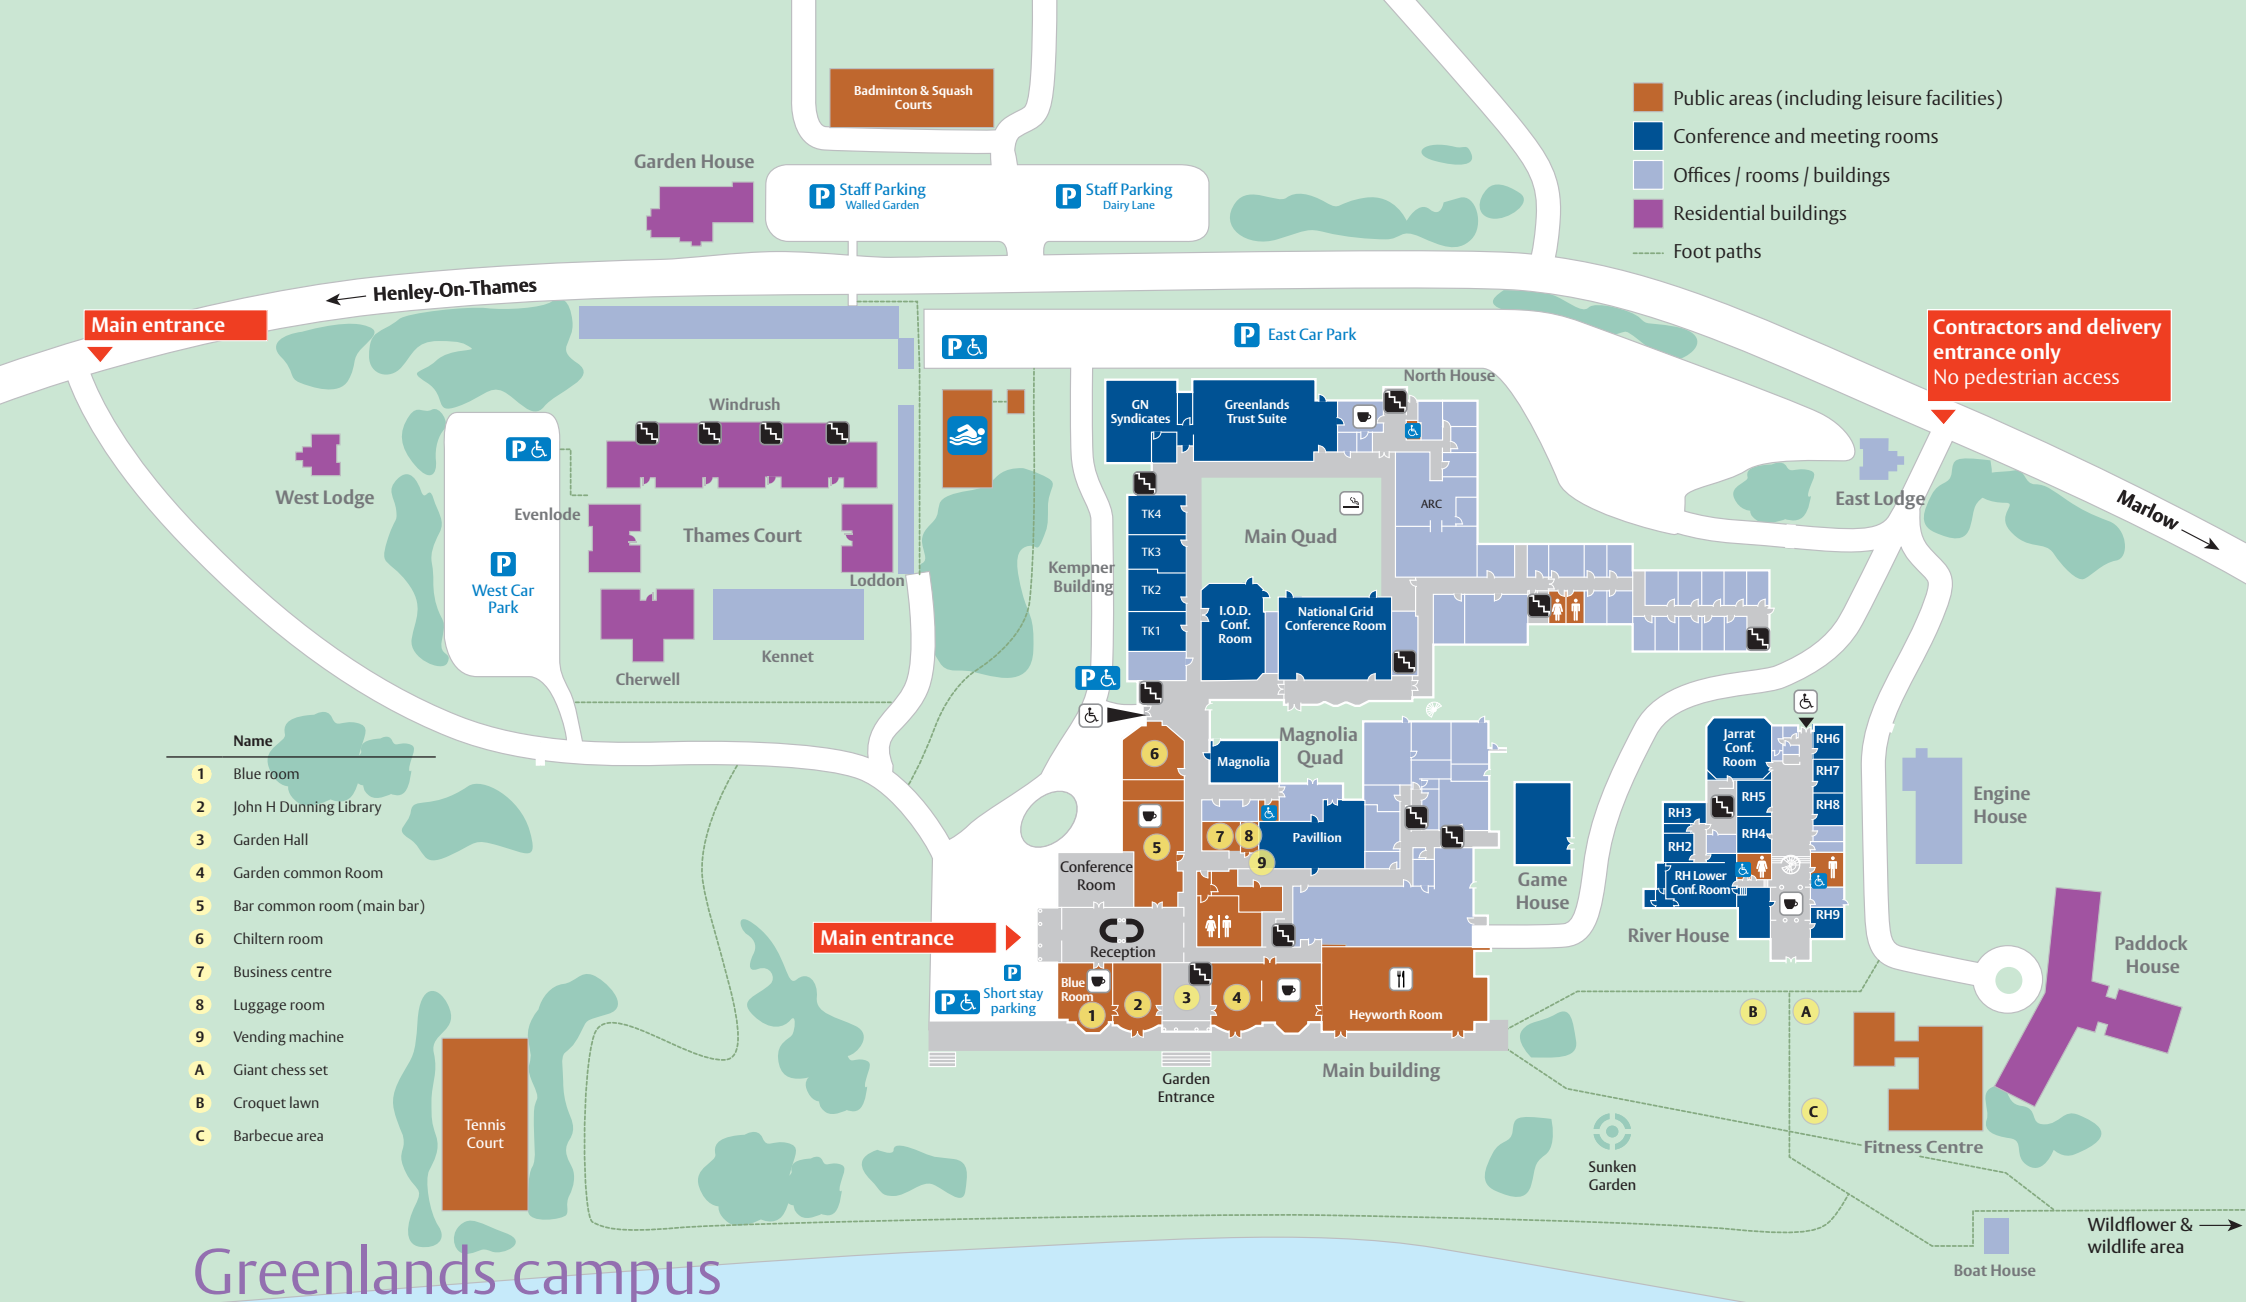 Badminton & Squash
Courts
Garden House
P Staff Parking
Walled Garden
P Staff Parking
Dairy Lane
Public areas (including leisure facilities)
Conference and meeting rooms
Offices / rooms / buildings
Residential buildings
Foot paths
Henley-On-Thames
Main entrance
Contractors and delivery
entrance only
No pedestrian access
P
P East Car Park
North House
Windrush
GN
Syndicates
Greenlands
Trust Suite
P
West Lodge
Evenlode
Thames Court
Loddon
P
West Car
Park
Kennet
Cherwell
East Lodge
Marlow
ARC
Main Quad
TK4
TK3
TK2
TK1
Kempner
Building
I.O.D.
Conf.
Room
National Grid
Conference Room
P
6
Magnolia
Quad
Magnolia
5
7
8
9
Pavillion
Game
House
Jarrat
Conf.
Room
RH6
RH7
RH8
RH5
RH4
RH3
RH2
RH Lower
Conf.Room
RH9
River House
Engine
House
Paddock
House
Name
1 Blue room
2 John H Dunning Library
3 Garden Hall
4 Garden common Room
5 Bar common room (main bar)
6 Chiltern room
7 Business centre
8 Luggage room
9 Vending machine
A Giant chess set
B Croquet lawn
C Barbecue area
Conference
Room
Main entrance
Reception
P
Short stay
parking
P
Blue
Room
1
2
3
4
Heyworth Room
Main building
Garden
Entrance
B
A
C
Fitness Centre
Sunken
Garden
Tennis
Court
Wildflower &
wildlife area
Boat House
Greenlands campus